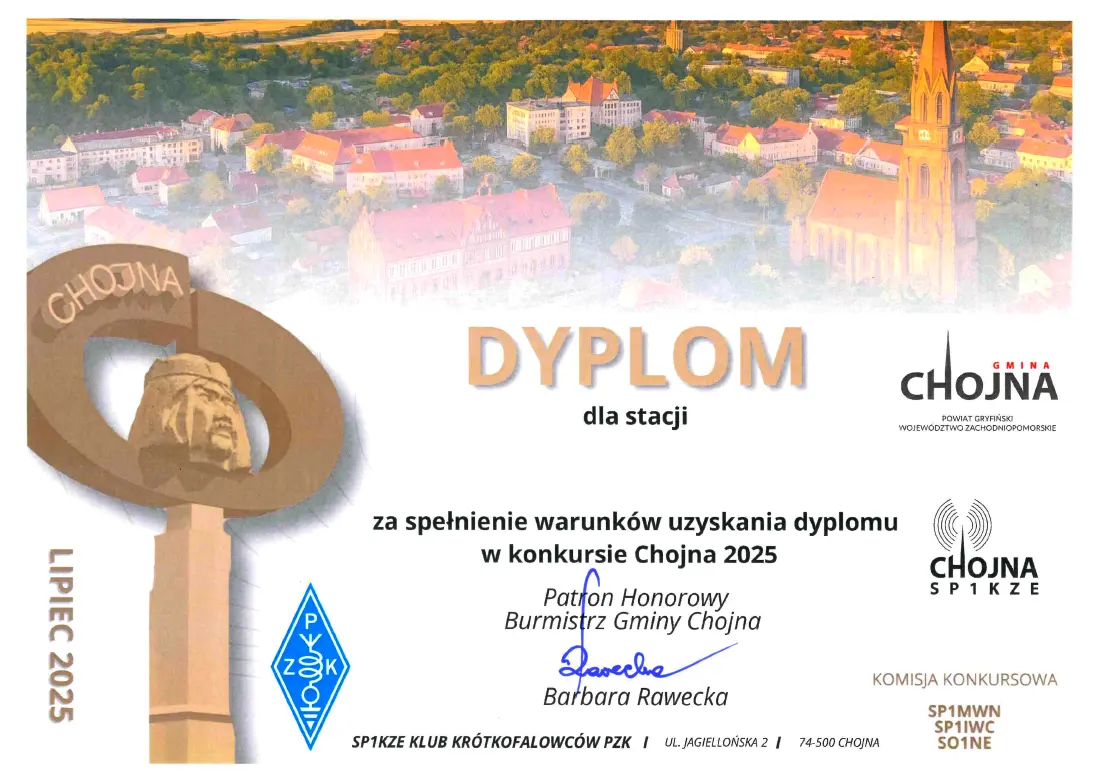 CHOJNA
DYPLOM
dla stacji
GMINA
CHOJNA
POWIAT GRYFIŃSKI
WOJEWÓDZTWO ZACHODNIOPOMORSKIE
za spełnienie warunków uzyskania dyplomu
w konkursie Chojna 2025
CHOJNA
SP1KZE
LIPIEC 2025
Patron Honorowy
Burmistrz Gminy Chojna
Rawecka
Barbara Rawecka
P
Z K
KOMISJA KONKURSOWA
SP1MWN
SP1IWC
SO1NE
SP1KZE KLUB KRÓTKOFALOWCÓW PZK I UL. JAGIELLOŃSKA 2 I 74-500 CHOJNA